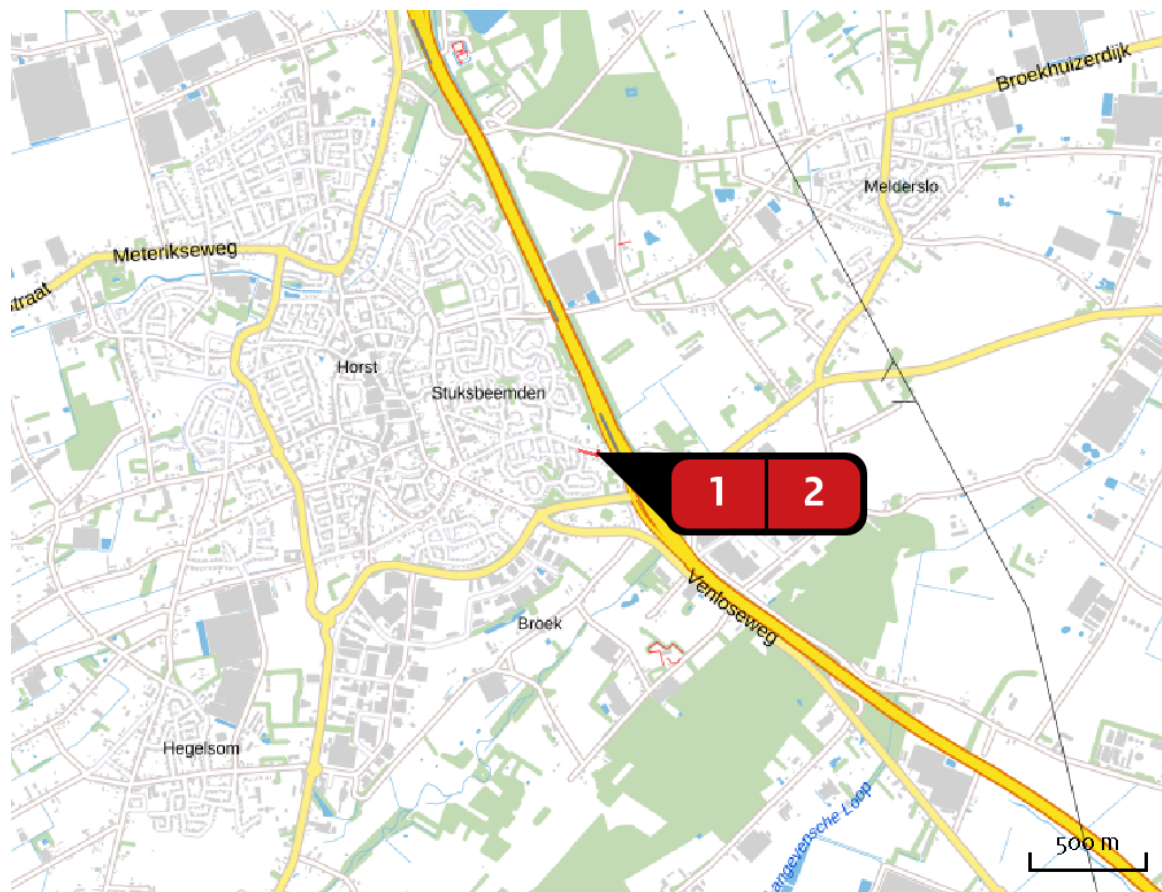 Broekhuizerdijk
Melderslo
Meterikseweg
straat
Horst
Stuksbeemden
1 2
Venloseweg
Broek
Hegelsom
Langevensche Loop
500 m